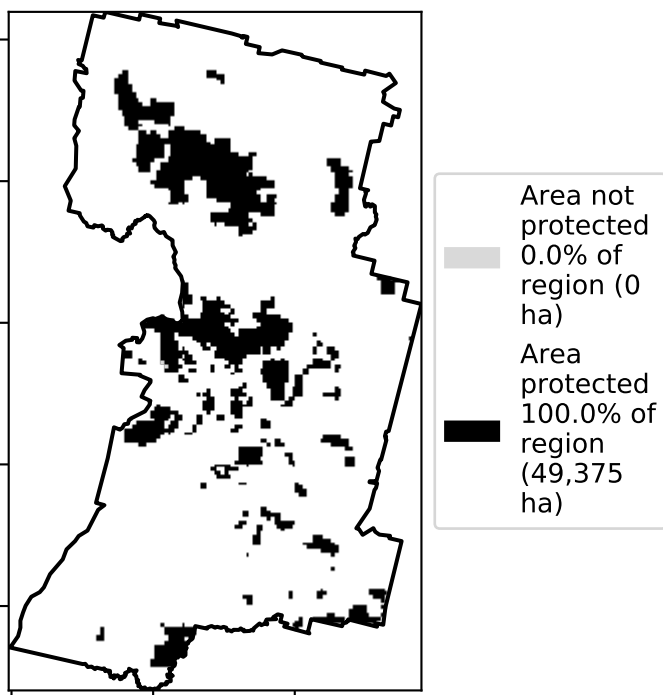 Area not
protected
0.0% of
region (0
ha)
Area
protected
100.0% of
region
(49,375
ha)